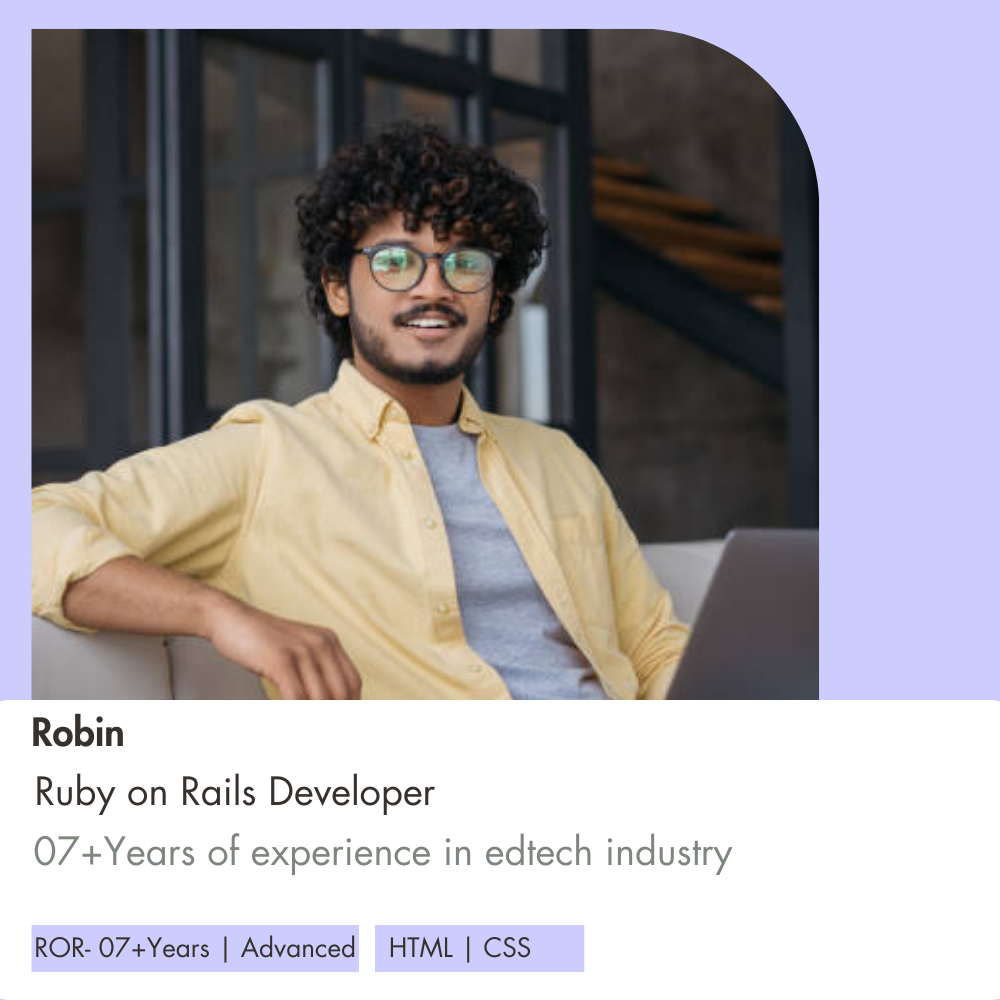 Robin
Ruby on Rails Developer
07+Years of experience in edtech industry
ROR- 07+Years | Advanced
HTML | CSS